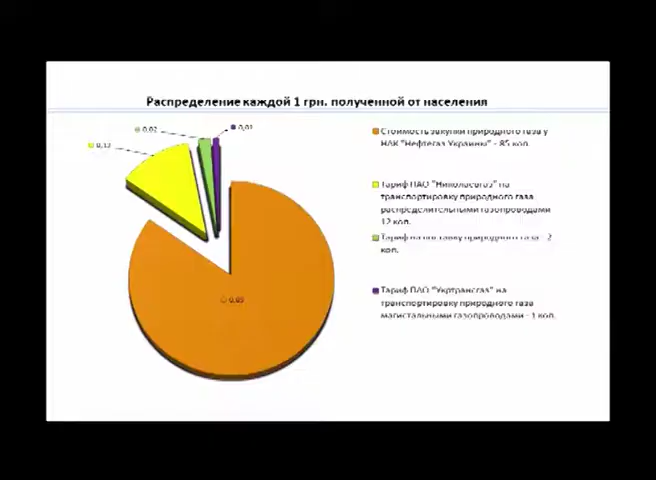 Распределение каждой 1 грн. полученной от населения
0,02
0,01
0,12
0,85
Стоимость закупки природного газа у
НАК "Нефтегаз Украины" - 85 коп.
Тариф ПАО "Николаевгаз" на
транспортировку природного газа
распределительными газопроводами
12 коп.
Тариф на поставку природного газа - 2
коп.
Тариф ПАО "Укртрансгаз" на
транспортировку природного газа
магистальными газопроводами - 1 коп.